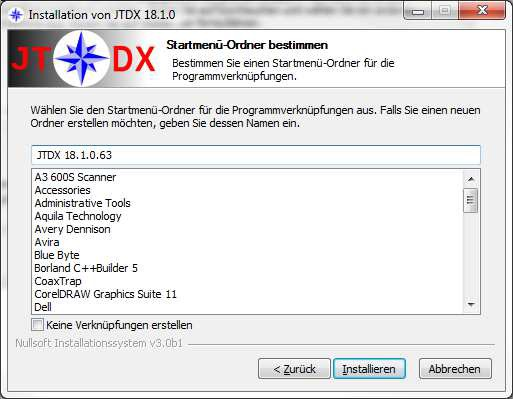 Installation von JTDX 18.1.0
JT DX
Startmenü-Ordner bestimmen
Bestimmen Sie einen Startmenü-Ordner für die
Programmverknüpfungen.
Wählen Sie den Startmenü-Ordner für die Programmverknüpfungen aus. Falls Sie einen neuen
Ordner erstellen möchten, geben Sie dessen Namen ein.
JTDX 18.1.0.63
A3 600S Scanner
Accessories
Administrative Tools
Aquila Technology
Avery Dennison
Avira
Blue Byte
Borland C++Builder 5
CoaxTrap
CorelDRAW Graphics Suite 11
Dell
Keine Verknüpfungen erstellen
Nullsoft Installationssystem v3.0b1
< Zurück
Installieren
Abbrechen